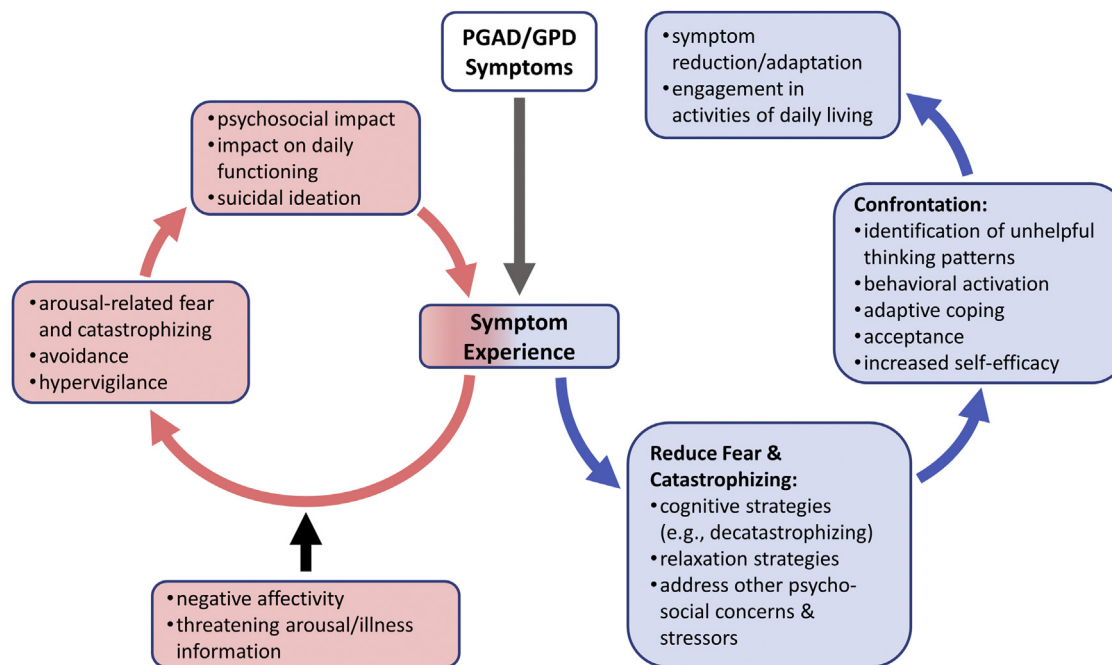 PGAD/GPD
Symptoms
•symptom
reduction/adaptation
•engagement in
activities of daily living
•psychosocial impact
•impact on daily
functioning
•suicidal ideation
Confrontation:
•identification of unhelpful
thinking patterns
•behavioral activation
•adaptive coping
•acceptance
•increased self-efficacy
•arousal-related fear
and catastrophizing
•avoidance
•hypervigilance
Symptom
Experience
Reduce Fear &
Catastrophizing:
•cognitive strategies
(e.g., decatastrophizing)
•relaxation strategies
•address other psycho-
social concerns &
stressors
•negative affectivity
•threatening arousal/illness
information